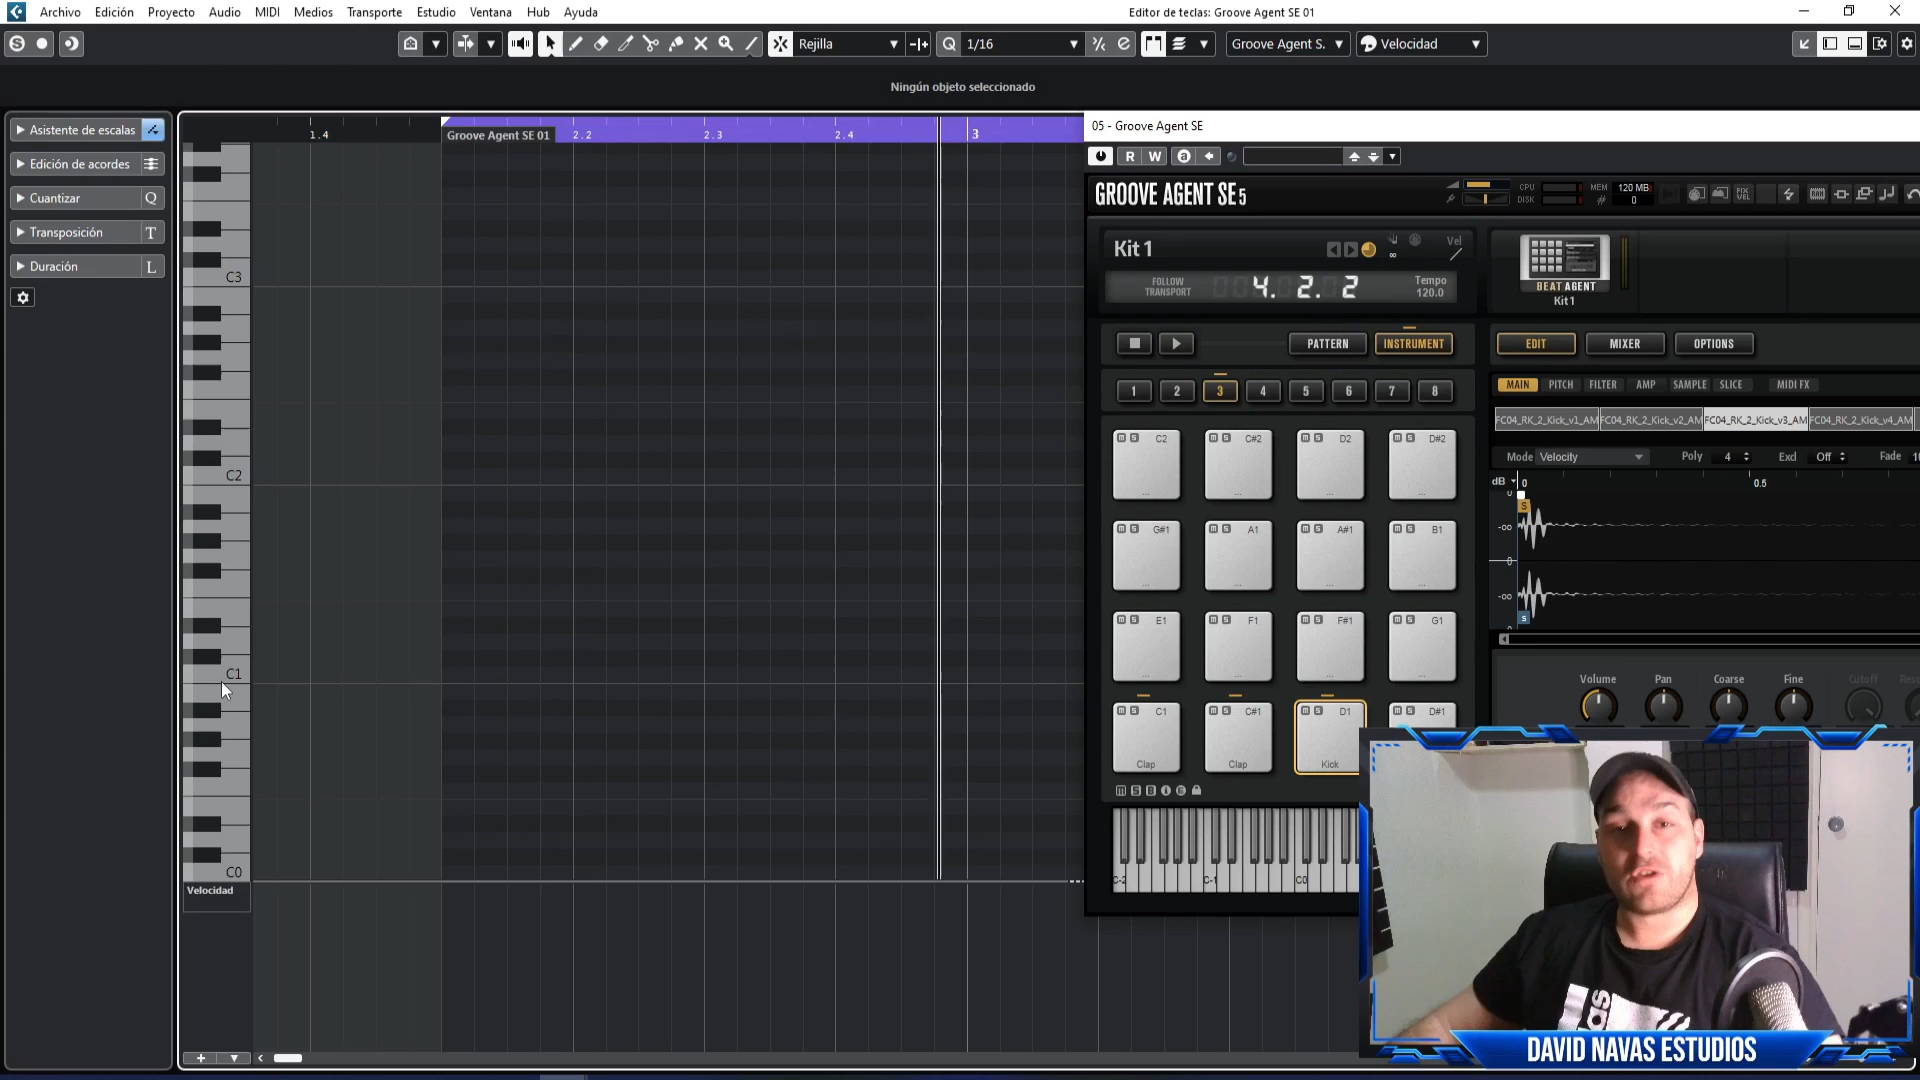 Archivo Edición Proyecto Audio MIDI Medios Transporte Estudio Ventana Hub Ayuda
Editor de teclas: Groove Agent SE 01
Rejilla
Q 1/16
Groove Agent S.
Velocidad
Ningún objeto seleccionado
Asistente de escalas
Edición de acordes
Cuantizar Q
Transposición T
Duración L
1.4
Groove Agent SE 01
2.2
2.3
2.4
3
C3
C2
C1
C0
Velocidad
05 - Groove Agent SE
R W a
GROOVE AGENT SE5
CPU
DISK
MEM
120 MB
0
FIX
VEL
Kit 1
Vel
FOLLOW
TRANSPORT
4. 2. 2
Tempo
120.0
BEAT AGENT
Kit1
PATTERN INSTRUMENT
EDIT MIXER OPTIONS
1 2 3 4 5 6 7 8
MAIN PITCH FILTER AMP SAMPLE SLICE MIDI FX
FC04_RK_2_Kick_v1_AM FC04_RK_2_Kick_v2_AM FC04_RK_2_Kick_v3_AM FC04_RK_2_Kick_v4_AM
Mode Velocity Poly 4 Excl Off Fade
dB 0 0.5
C2 C#2 D2 D#2
G#1 A1 A#1 B1
E1 F1 F#1 G1
C1 C#1 D1 D#1
Clap Clap Kick
Volume Pan Coarse Fine Cutoff
C-2 C-1 C0
das
DAVID NAVAS ESTUDIOS